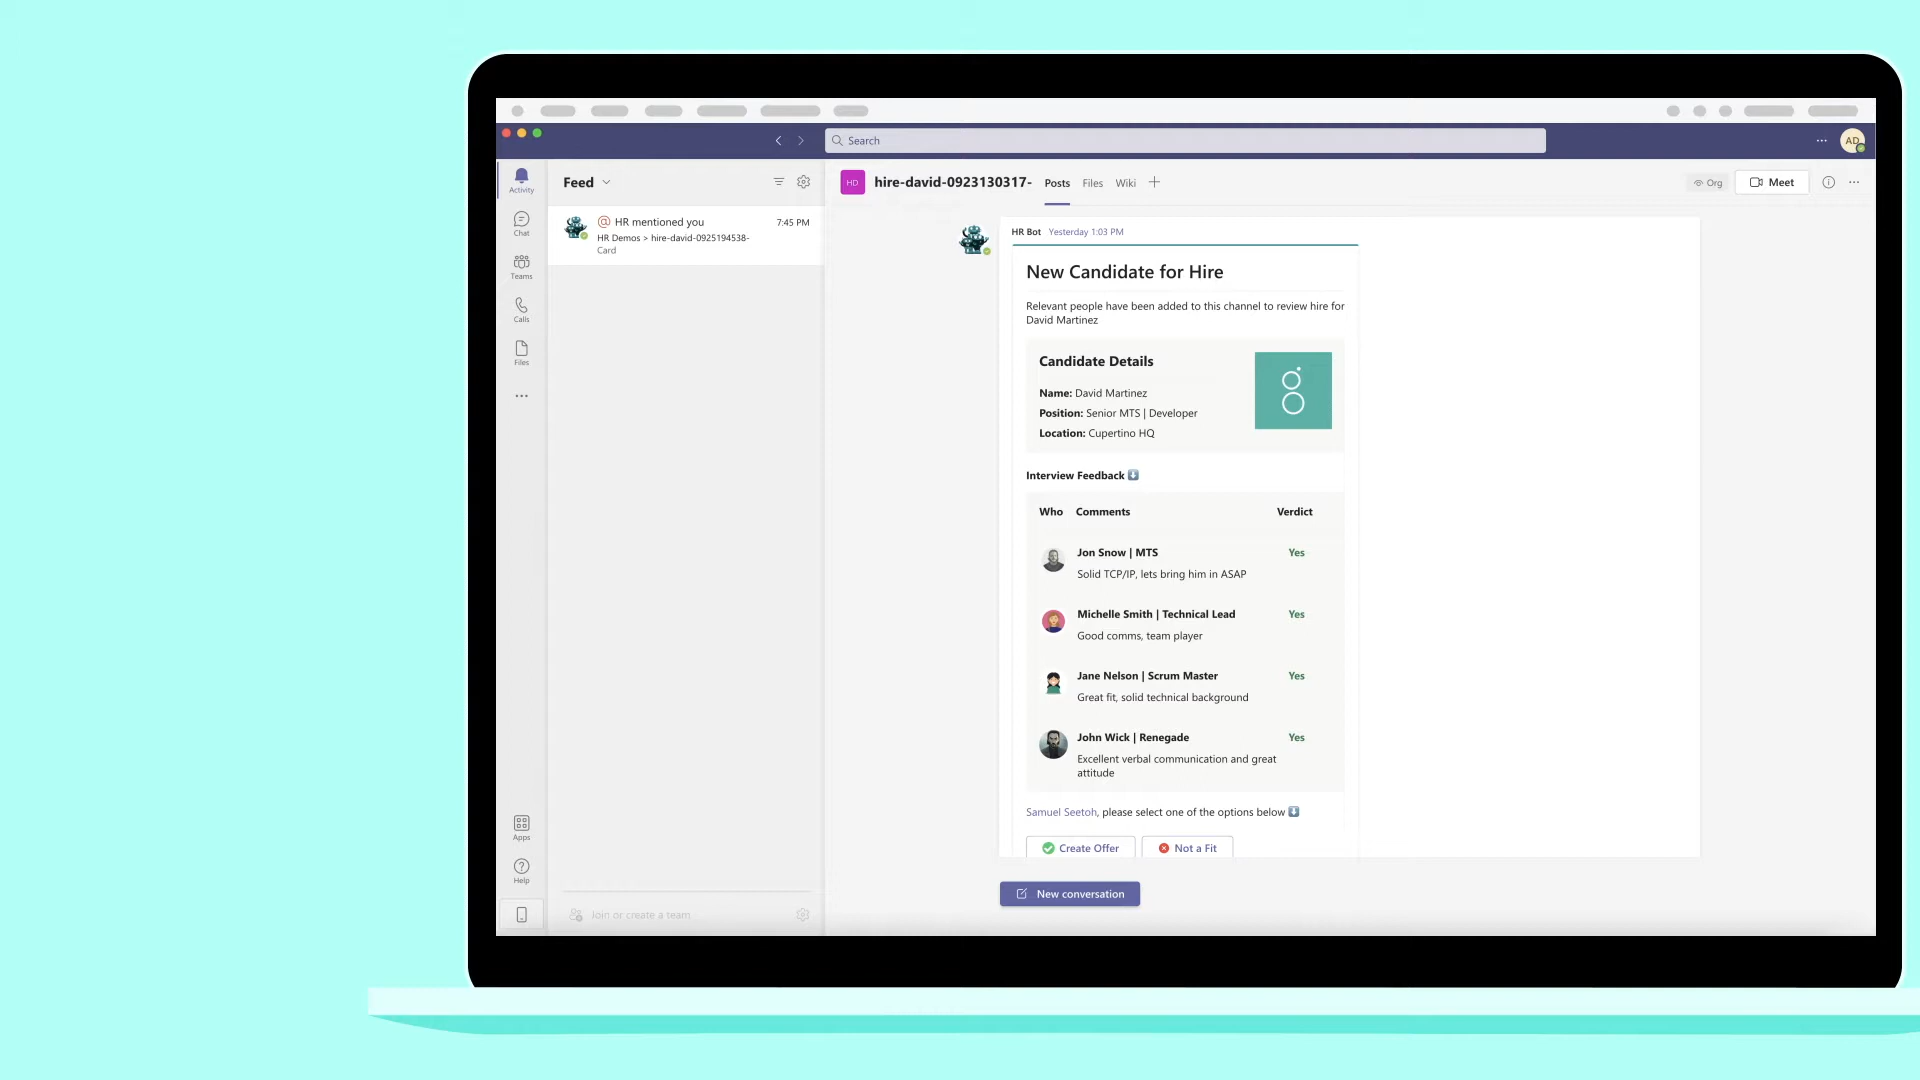 Search
AD
Activity
Chat
Teams
Calls
Files
Apps
Help
Feed
@ HR mentioned you 7:45 PM
HR Demos > hire-david-0925194538-
Card
Join or create a team
HD hire-david-0923130317- Posts Files Wiki
Org Meet
HR Bot Yesterday 1:03 PM
New Candidate for Hire
Relevant people have been added to this channel to review hire for
David Martinez
Candidate Details
Name: David Martinez
Position: Senior MTS | Developer
Location: Cupertino HQ
Interview Feedback
Who Comments Verdict
Jon Snow | MTS Yes
Solid TCP/IP, lets bring him in ASAP
Michelle Smith | Technical Lead Yes
Good comms, team player
Jane Nelson | Scrum Master Yes
Great fit, solid technical background
John Wick | Renegade Yes
Excellent verbal communication and great
attitude
Samuel Seetoh, please select one of the options below
Create Offer Not a Fit
New conversation